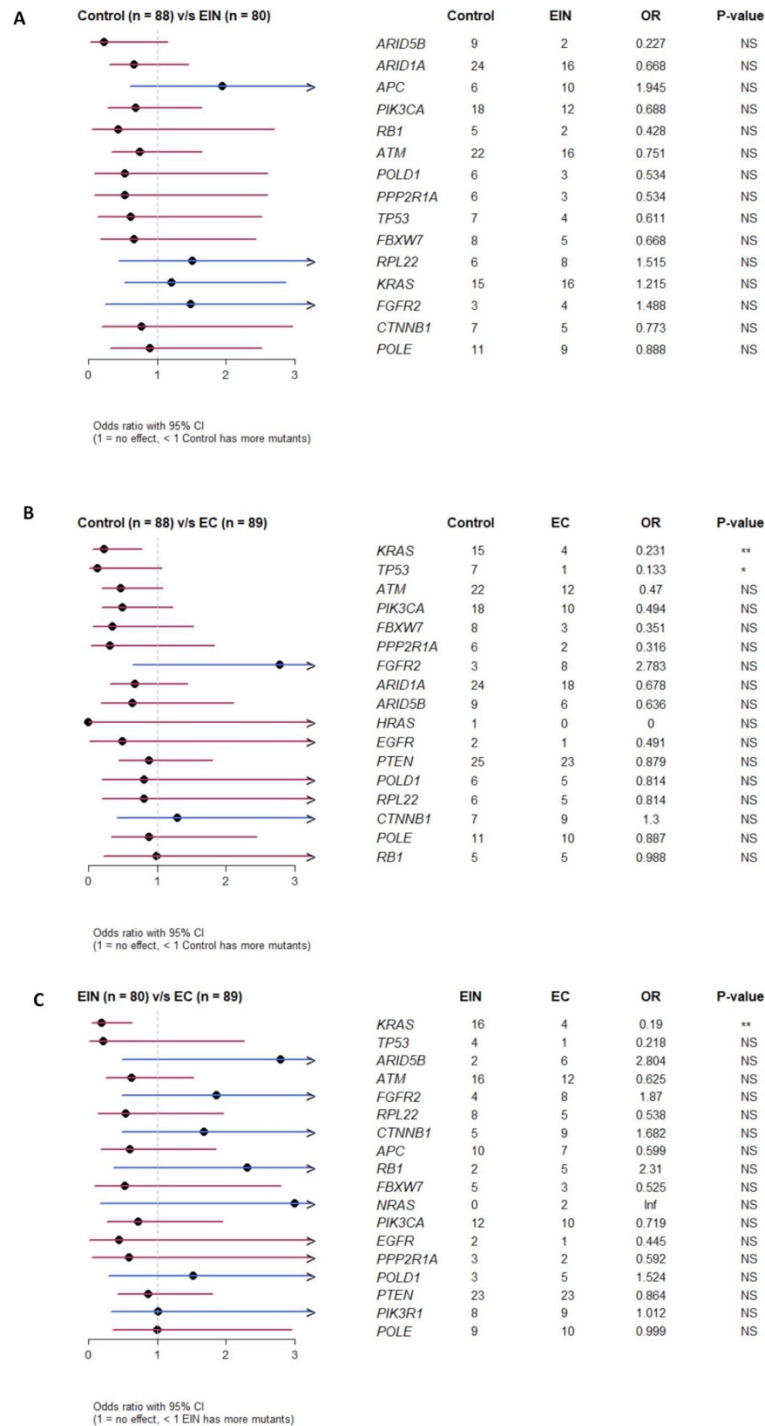 A
Control (n = 88) v/s EIN (n = 80) Control EIN OR P-value
ARID5B 9 2 0.227 NS
ARID1A 24 16 0.668 NS
APC 6 10 1.945 NS
PIK3CA 18 12 0.688 NS
RB1 5 2 0.428 NS
ATM 22 16 0.751 NS
POLD1 6 3 0.534 NS
PPP2R1A 6 3 0.534 NS
TP53 7 4 0.611 NS
FBXW7 8 5 0.668 NS
RPL22 6 8 1.515 NS
KRAS 15 16 1.215 NS
FGFR2 3 4 1.488 NS
CTNNB1 7 5 0.773 NS
POLE 11 9 0.888 NS
0 1 2 3
Odds ratio with 95% CI
(1 = no effect, < 1 Control has more mutants)
B
Control (n = 88) v/s EC (n = 89) Control EC OR P-value
KRAS 15 4 0.231 **
TP53 7 1 0.133 *
ATM 22 12 0.47 NS
PIK3CA 18 10 0.494 NS
FBXW7 8 3 0.351 NS
PPP2R1A 6 2 0.316 NS
FGFR2 3 8 2.783 NS
ARID1A 24 18 0.678 NS
ARID5B 9 6 0.636 NS
HRAS 1 0 0 NS
EGFR 2 1 0.491 NS
PTEN 25 23 0.879 NS
POLD1 6 5 0.814 NS
RPL22 6 5 0.814 NS
CTNNB1 7 9 1.3 NS
POLE 11 10 0.887 NS
RB1 5 5 0.988 NS
0 1 2 3
Odds ratio with 95% CI
(1 = no effect, < 1 Control has more mutants)
C
EIN (n = 80) v/s EC (n = 89) EIN EC OR P-value
KRAS 16 4 0.19 **
TP53 4 1 0.218 NS
ARID5B 2 6 2.804 NS
ATM 16 12 0.625 NS
FGFR2 4 8 1.87 NS
RPL22 8 5 0.538 NS
CTNNB1 5 9 1.682 NS
APC 10 7 0.599 NS
RB1 2 5 2.31 NS
FBXW7 5 3 0.525 NS
NRAS 0 2 Inf NS
PIK3CA 12 10 0.719 NS
EGFR 2 1 0.445 NS
PPP2R1A 3 2 0.592 NS
POLD1 3 5 1.524 NS
PTEN 23 23 0.864 NS
PIK3R1 8 9 1.012 NS
POLE 9 10 0.999 NS
0 1 2 3
Odds ratio with 95% CI
(1 = no effect, < 1 EIN has more mutants)